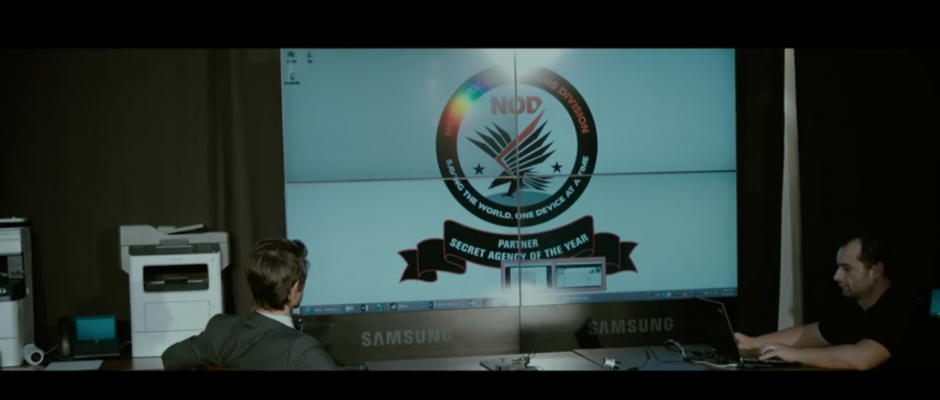 NOD
DIVISION
SAVING THE WORLD, ONE DEVICE AT A TIME
PARTNER
SECRET AGENCY OF THE YEAR
SAMSUNG
SAMSUNG